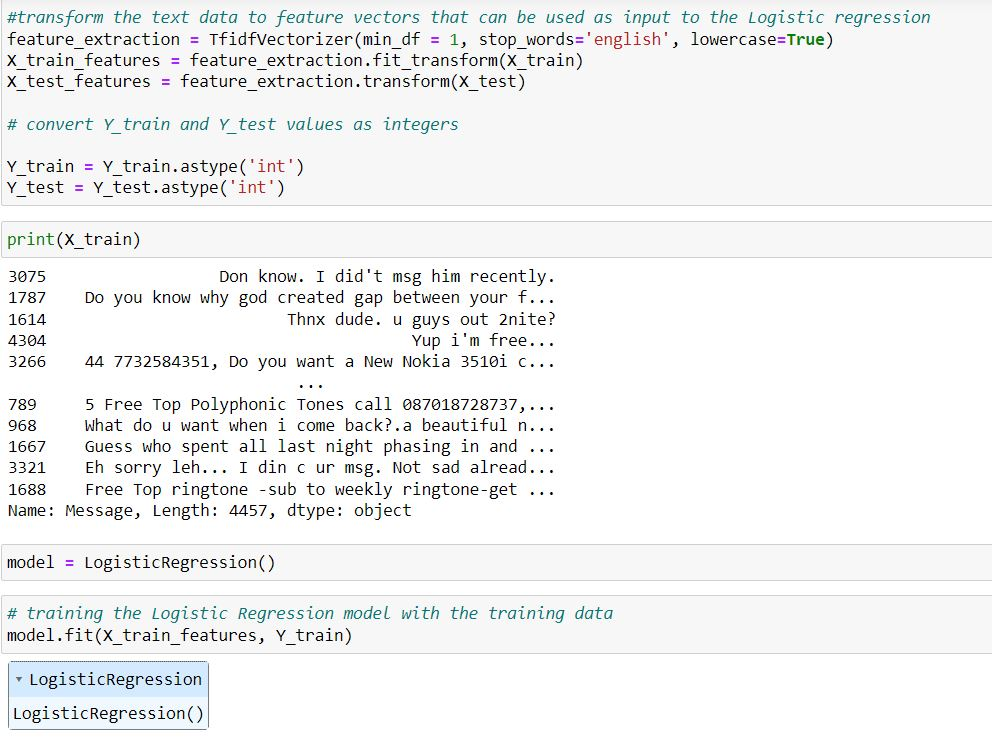 #transform the text data to feature vectors that can be used as input to the Logistic regression
feature_extraction = TfidfVectorizer(min_df = 1, stop_words='english', lowercase=True)
X_train_features = feature_extraction.fit_transform(X_train)
X_test_features = feature_extraction.transform(X_test)
# convert Y_train and Y_test values as integers
Y_train = Y_train.astype('int')
Y_test = Y_test.astype('int')
print(X_train)
3075 Don know. I did't msg him recently.
1787 Do you know why god created gap between your f...
1614 Thnx dude. u guys out 2nite?
4304 Yup i'm free...
3266 44 7732584351, Do you want a New Nokia 3510i c...
...
789 5 Free Top Polyphonic Tones call 087018728737,...
968 What do u want when i come back?.a beautiful n...
1667 Guess who spent all last night phasing in and ...
3321 Eh sorry leh... I din c ur msg. Not sad alread...
1688 Free Top ringtone -sub to weekly ringtone-get ...
Name: Message, Length: 4457, dtype: object
model = LogisticRegression()
# training the Logistic Regression model with the training data
model.fit(X_train_features, Y_train)
▾ LogisticRegression
LogisticRegression()